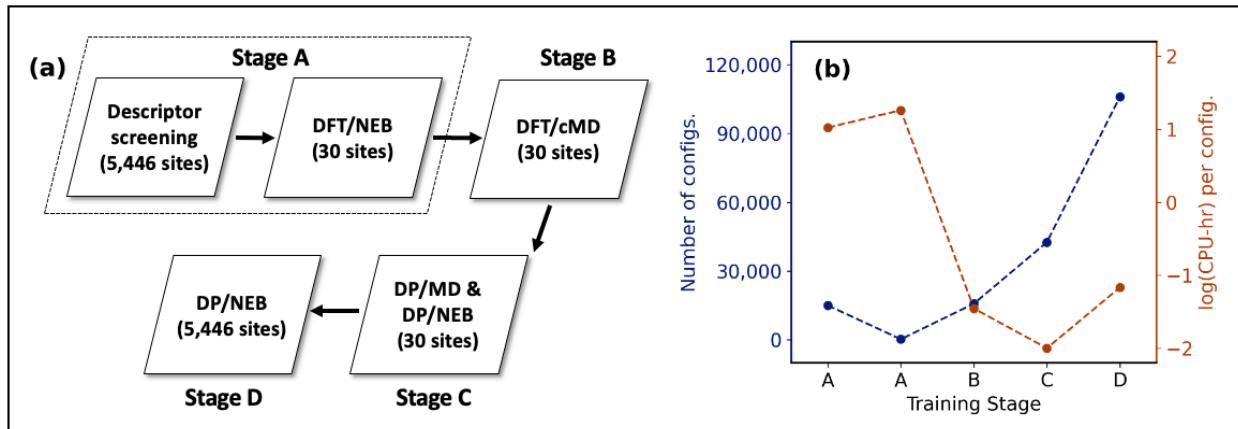 (a)
Stage A
Stage B
Descriptor
screening
(5,446 sites)
DFT/NEB
(30 sites)
DFT/cMD
(30 sites)
DP/NEB
(5,446 sites)
DP/MD &
DP/NEB
(30 sites)
Stage D
Stage C
(b)
Number of configs.
120,000
90,000
60,000
30,000
0
2
1
0
−1
−2
log(CPU-hr) per config.
A A B C D
Training Stage